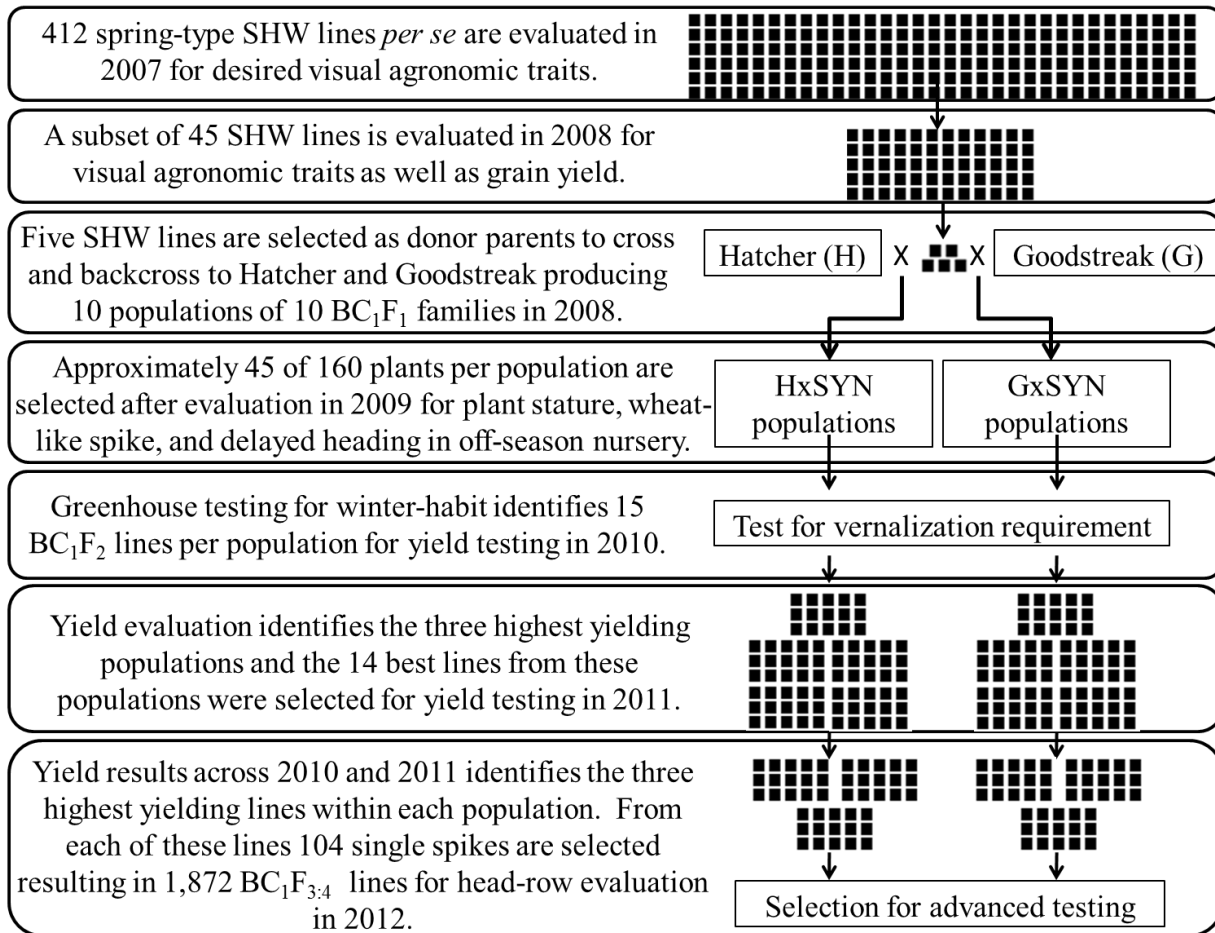 412 spring-type SHW lines per se are evaluated in
2007 for desired visual agronomic traits.
A subset of 45 SHW lines is evaluated in 2008 for
visual agronomic traits as well as grain yield.
Five SHW lines are selected as donor parents to cross
and backcross to Hatcher and Goodstreak producing
10 populations of 10 BC₁F₁ families in 2008.
Hatcher (H) X X Goodstreak (G)
Approximately 45 of 160 plants per population are
selected after evaluation in 2009 for plant stature, wheat-
like spike, and delayed heading in off-season nursery.
HxSYN
populations
GxSYN
populations
Greenhouse testing for winter-habit identifies 15
BC₁F₂ lines per population for yield testing in 2010.
Test for vernalization requirement
Yield evaluation identifies the three highest yielding
populations and the 14 best lines from these
populations were selected for yield testing in 2011.
Yield results across 2010 and 2011 identifies the three
highest yielding lines within each population. From
each of these lines 104 single spikes are selected
resulting in 1,872 BC₁F₃:₄ lines for head-row evaluation
in 2012.
Selection for advanced testing